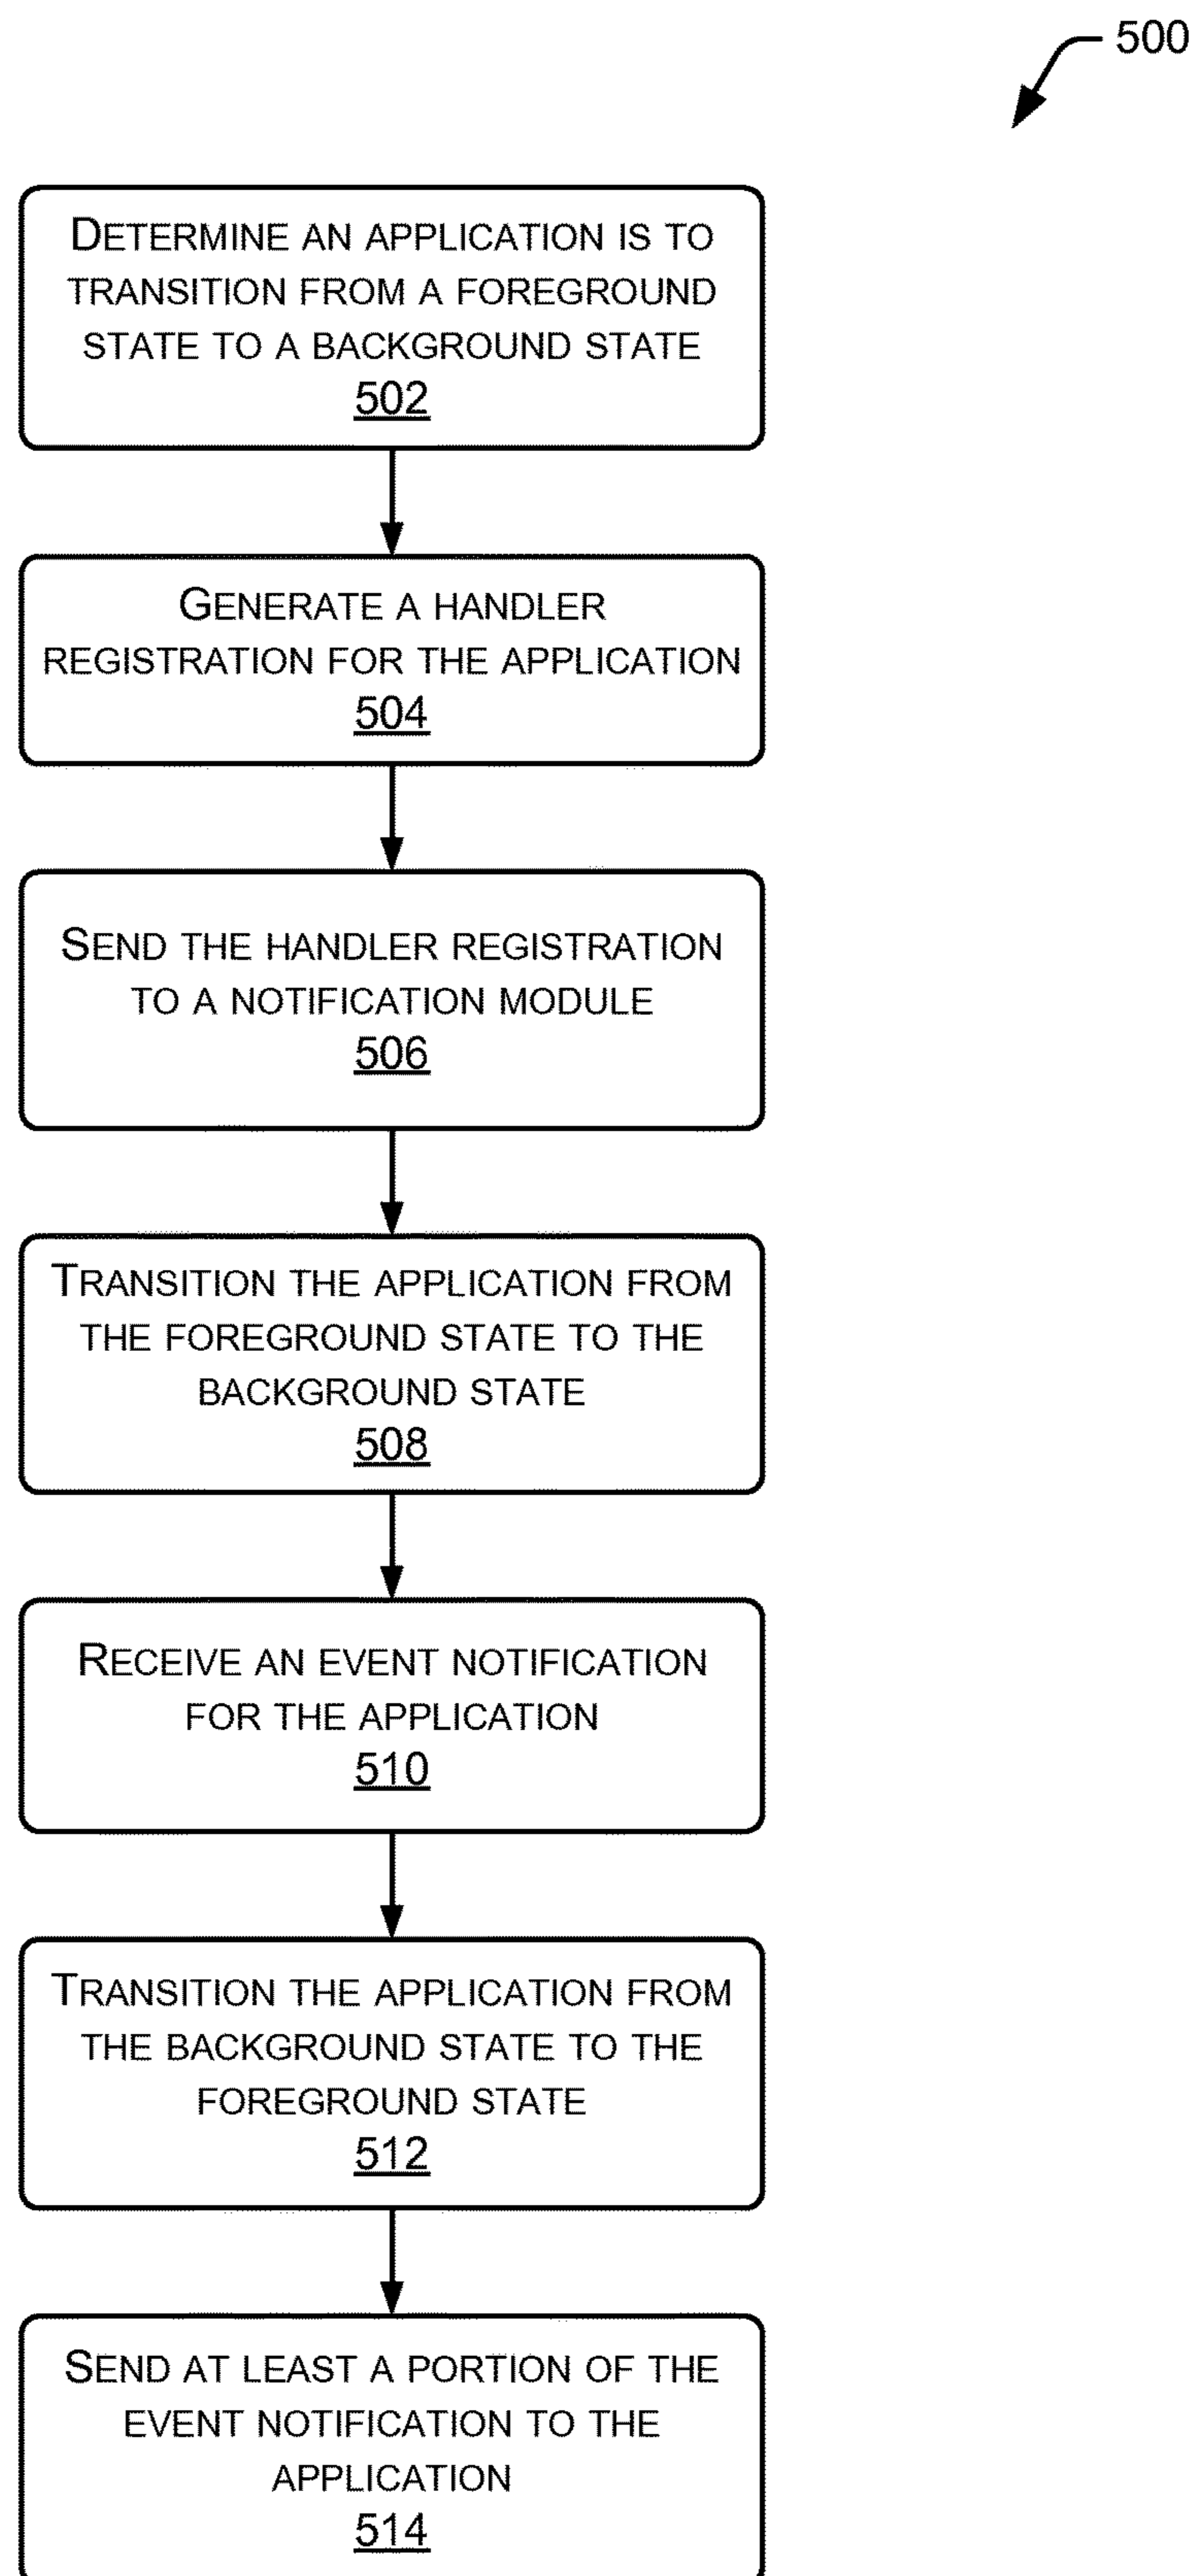 500
DETERMINE AN APPLICATION IS TO
TRANSITION FROM A FOREGROUND
STATE TO A BACKGROUND STATE
502
GENERATE A HANDLER
REGISTRATION FOR THE APPLICATION
504
SEND THE HANDLER REGISTRATION
TO A NOTIFICATION MODULE
506
TRANSITION THE APPLICATION FROM
THE FOREGROUND STATE TO THE
BACKGROUND STATE
508
RECEIVE AN EVENT NOTIFICATION
FOR THE APPLICATION
510
TRANSITION THE APPLICATION FROM
THE BACKGROUND STATE TO THE
FOREGROUND STATE
512
SEND AT LEAST A PORTION OF THE
EVENT NOTIFICATION TO THE
APPLICATION
514